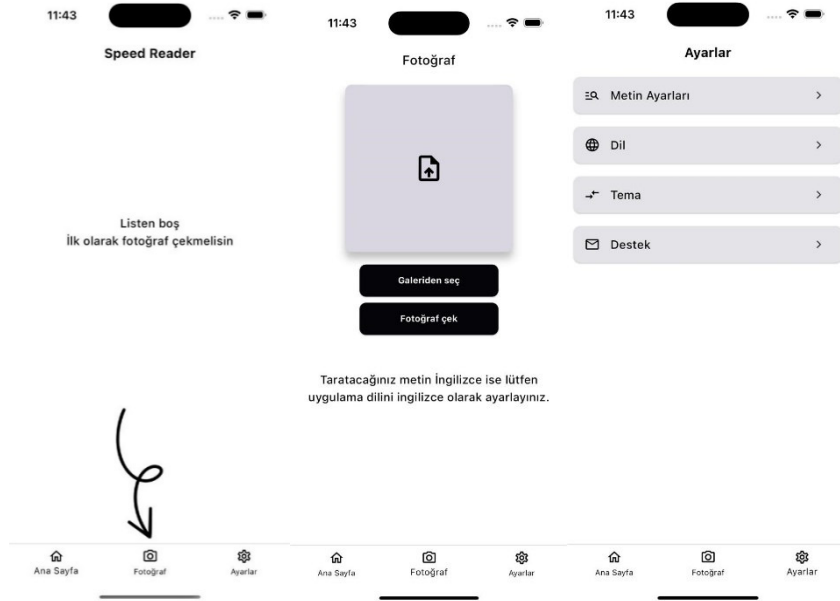 11:43
Speed Reader
Listen boş
İlk olarak fotoğraf çekmelisin
Ana Sayfa
Fotoğraf
Ayarlar
11:43
Fotoğraf
Galeriden seç
Fotoğraf çek
Taratacağınız metin İngilizce ise lütfen
uygulama dilini ingilizce olarak ayarlayınız.
Ana Sayfa
Fotoğraf
Ayarlar
11:43
Ayarlar
Metin Ayarları
Dil
Tema
Destek
Ana Sayfa
Fotoğraf
Ayarlar